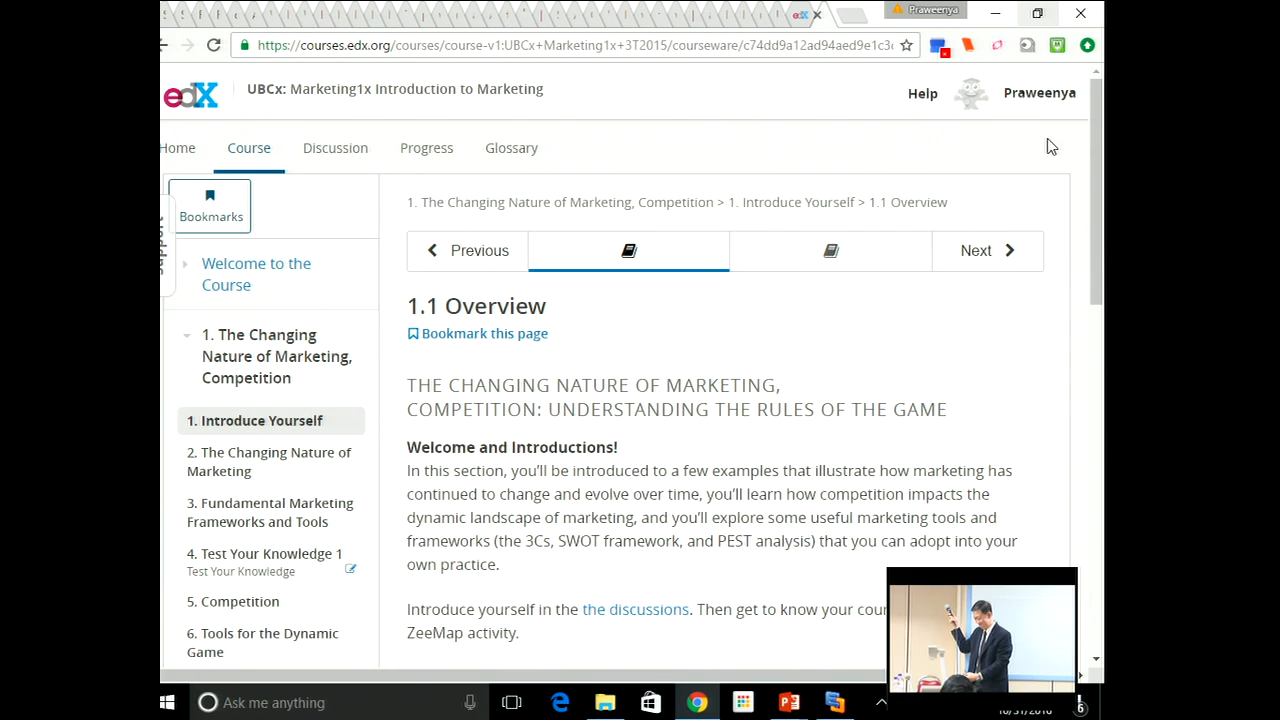 Praweenya
https://courses.edx.org/courses/course-v1:UBCx+Marketing1x+3T2015/courseware/c74dd9a12ad94aed9e1c3
edX
UBCx: Marketing1x Introduction to Marketing
Help
Praweenya
Home
Course
Discussion
Progress
Glossary
Support
Bookmarks
Welcome to the
Course
1. The Changing
Nature of Marketing,
Competition
1. Introduce Yourself
2. The Changing Nature of
Marketing
3. Fundamental Marketing
Frameworks and Tools
4. Test Your Knowledge 1
Test Your Knowledge
5. Competition
6. Tools for the Dynamic
Game
1. The Changing Nature of Marketing, Competition > 1. Introduce Yourself > 1.1 Overview
Previous
Next
1.1 Overview
Bookmark this page
THE CHANGING NATURE OF MARKETING,
COMPETITION: UNDERSTANDING THE RULES OF THE GAME
Welcome and Introductions!
In this section, you'll be introduced to a few examples that illustrate how marketing has
continued to change and evolve over time, you'll learn how competition impacts the
dynamic landscape of marketing, and you'll explore some useful marketing tools and
frameworks (the 3Cs, SWOT framework, and PEST analysis) that you can adopt into your
own practice.
Introduce yourself in the the discussions. Then get to know your cou
ZeeMap activity.
Ask me anything
10/31/2016